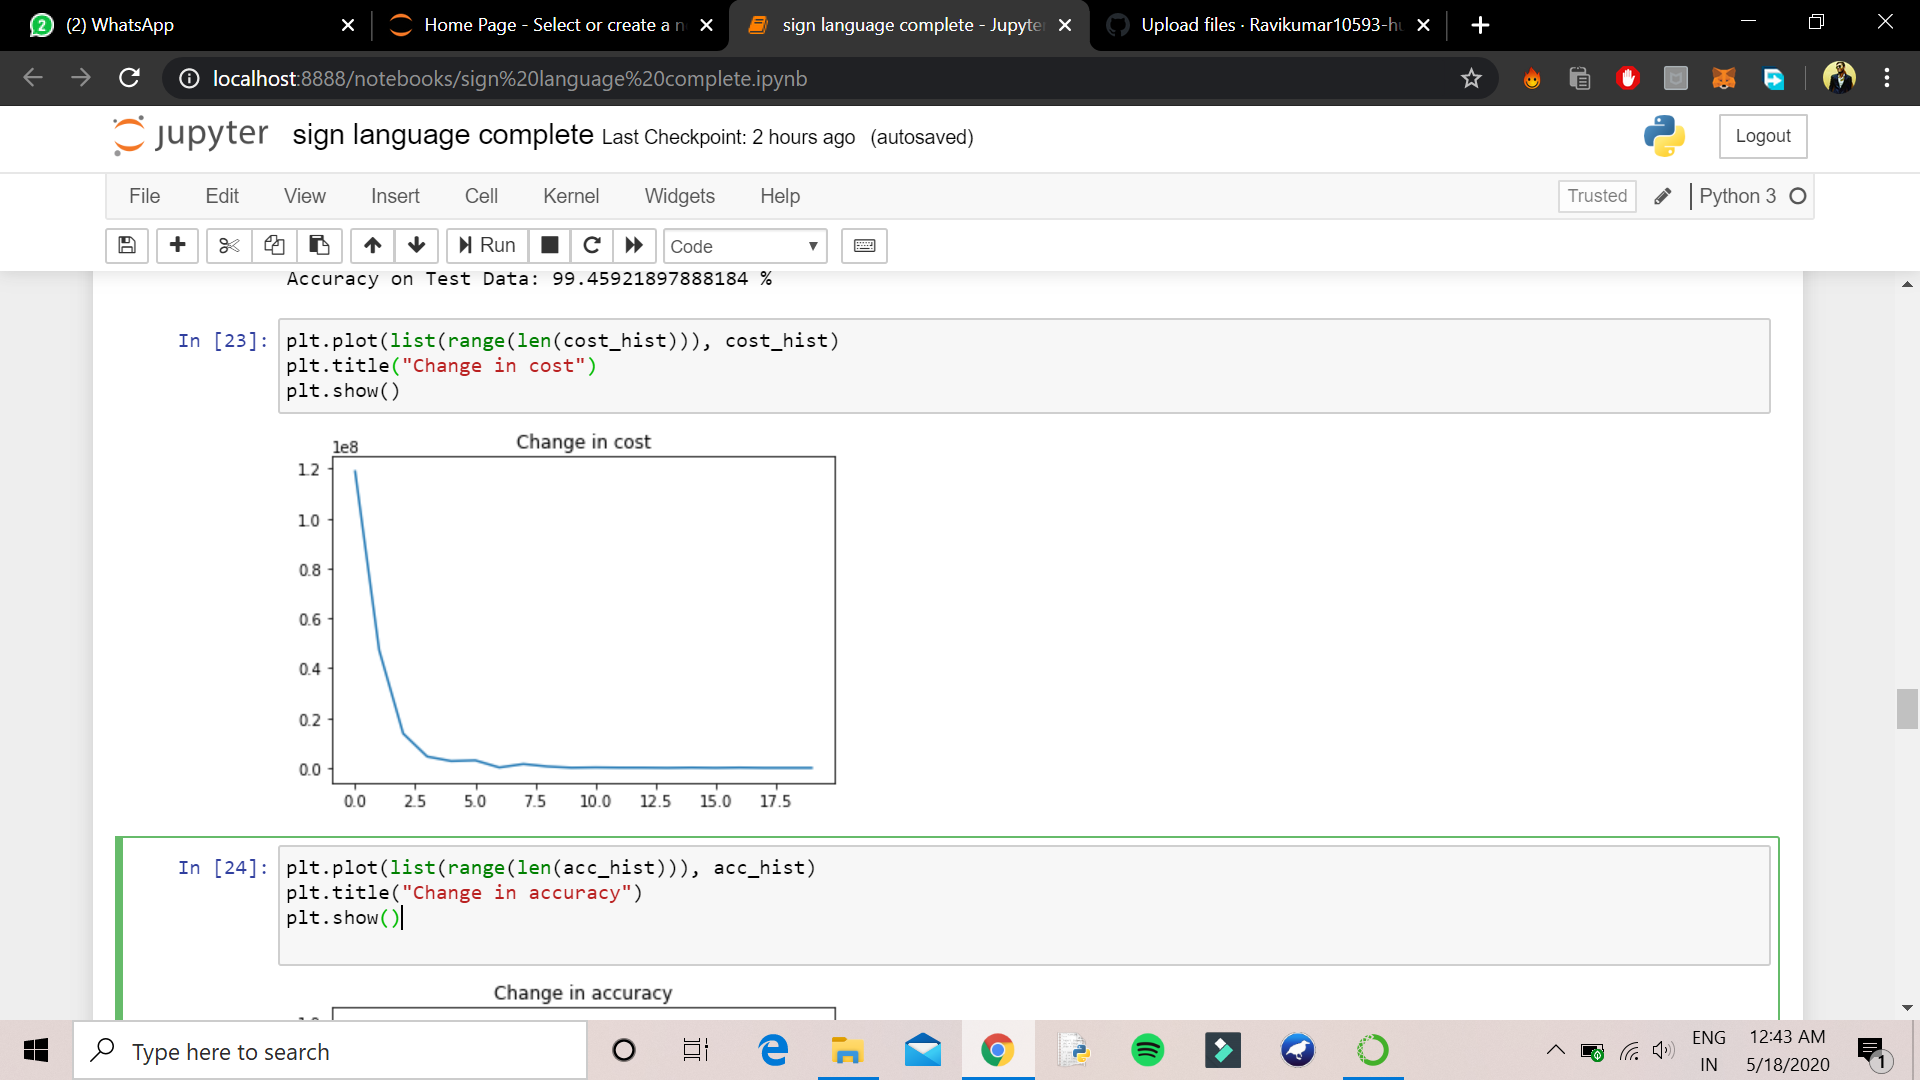 (2) WhatsApp
Home Page - Select or create a n
sign language complete - Jupyte
Upload files · Ravikumar10593-hu
localhost:8888/notebooks/sign%20language%20complete.ipynb
jupyter sign language complete Last Checkpoint: 2 hours ago (autosaved)
Logout
File Edit View Insert Cell Kernel Widgets Help
Trusted
Python 3
Run
Code
Accuracy on Test Data: 99.45921897888184 %
In [23]: plt.plot(list(range(len(cost_hist))), cost_hist)
plt.title("Change in cost")
plt.show()
Change in cost
1e8
1.2
1.0
0.8
0.6
0.4
0.2
0.0
0.0 2.5 5.0 7.5 10.0 12.5 15.0 17.5
In [24]: plt.plot(list(range(len(acc_hist))), acc_hist)
plt.title("Change in accuracy")
plt.show()
Change in accuracy
Type here to search
ENG
IN
12:43 AM
5/18/2020
1